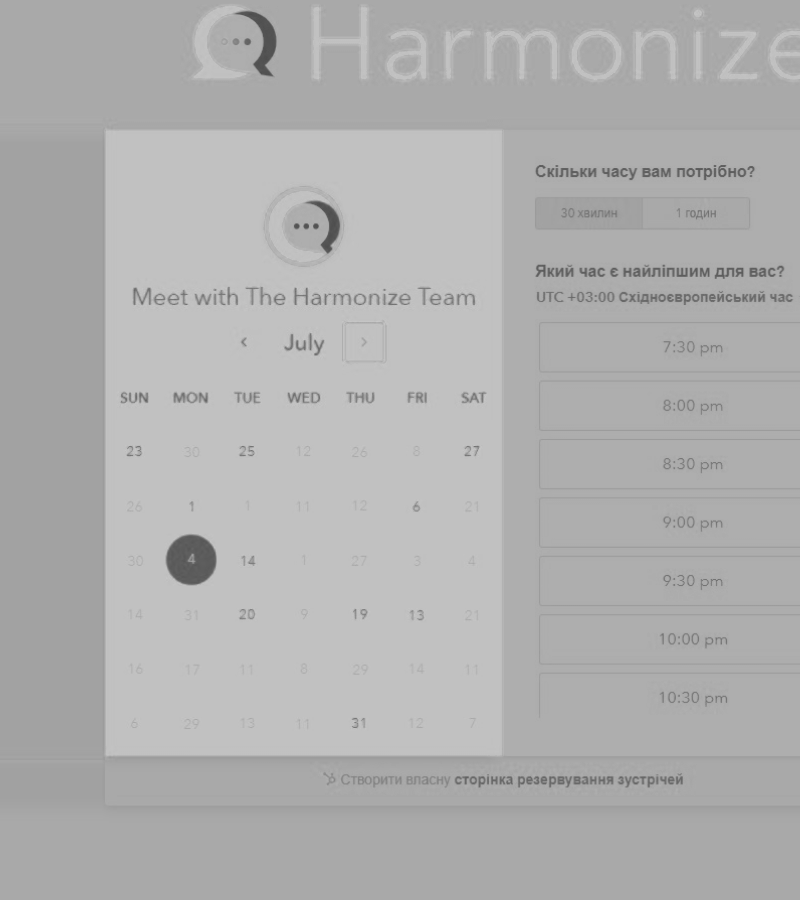 Harmonize
Meet with The Harmonize Team
July
SUN MON TUE WED THU FRI SAT
23 30 25 12 26 8 27
26 1 1 11 12 6 21
30 4 14 1 27 3 4
14 31 20 9 19 13 21
16 17 11 8 29 14 11
6 29 13 11 31 12 7
Скільки часу вам потрібно?
30 хвилин 1 годин
Який час є найліпшим для вас?
UTC +03:00 Східноєвропейський час
7:30 pm
8:00 pm
8:30 pm
9:00 pm
9:30 pm
10:00 pm
10:30 pm
Створити власну сторінка резервування зустрічей